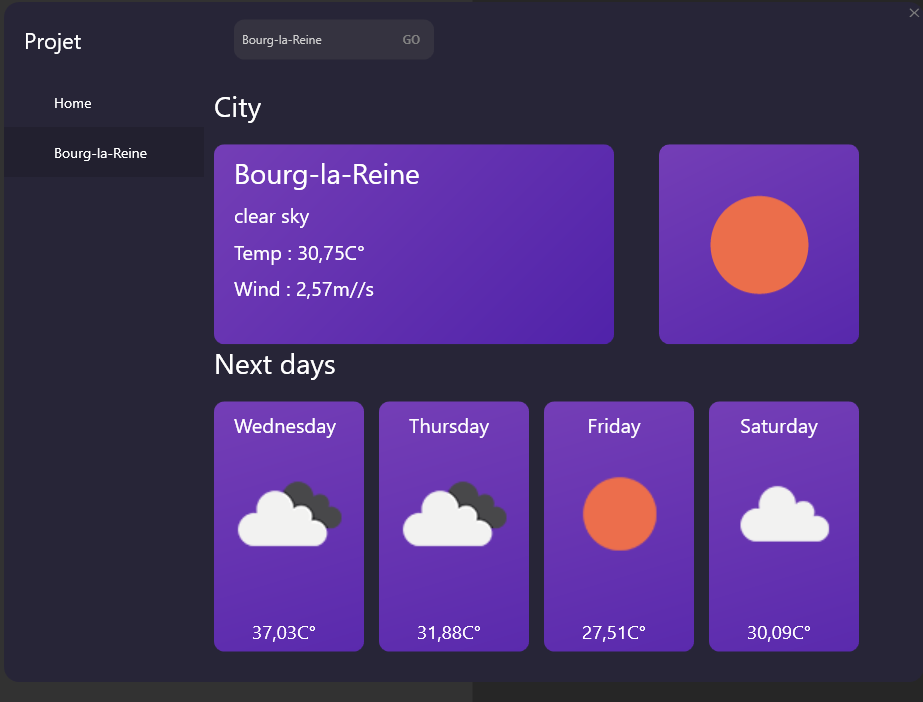 Projet
Bourg-la-Reine GO
Home
Bourg-la-Reine
City
Bourg-la-Reine
clear sky
Temp : 30,75C°
Wind : 2,57m//s
Next days
Wednesday Thursday Friday Saturday
37,03C° 31,88C° 27,51C° 30,09C°